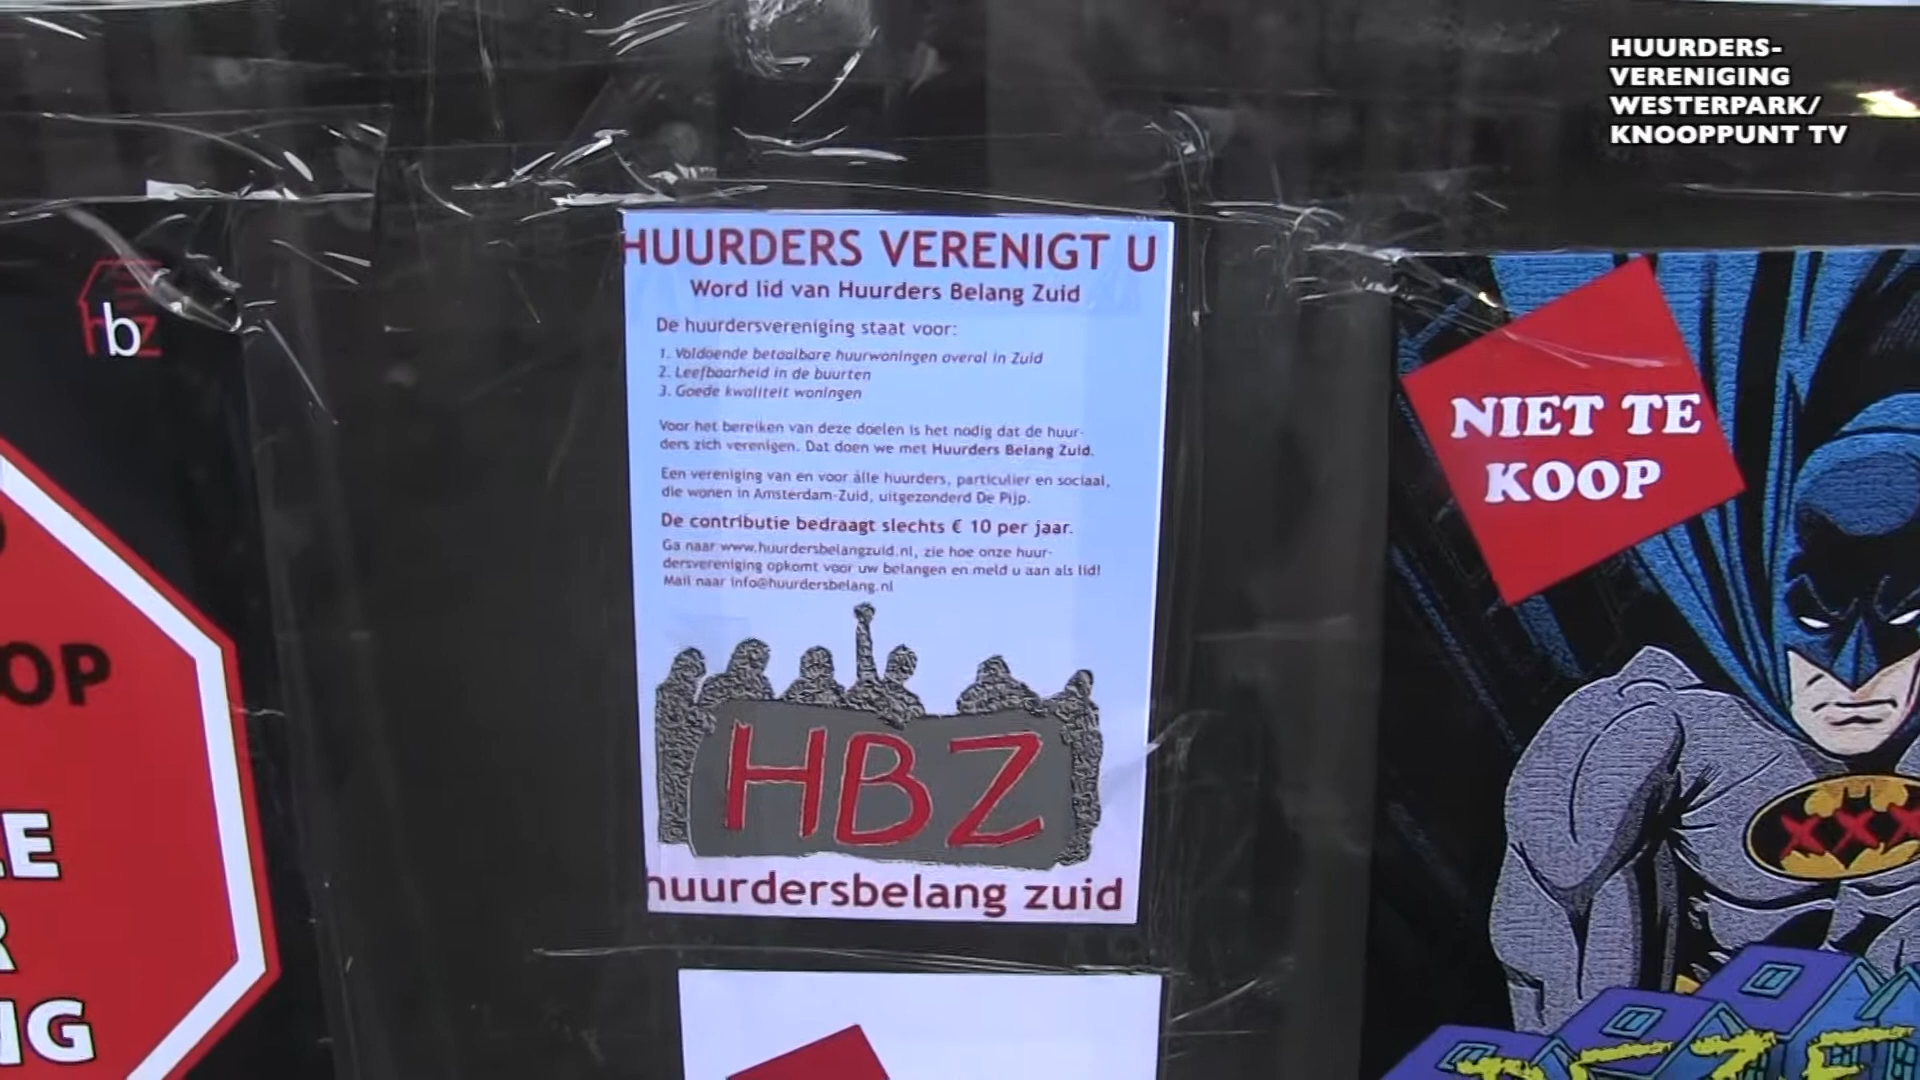 HUURDERS-
VERENIGING
WESTERPARK/
KNOOPPUNT TV
hbz
HUURDERS VERENIGT U
Word lid van Huurders Belang Zuid
De huurdersvereniging staat voor:
1. Voldoende betaalbare huurwoningen overal in Zuid
2. Leefbaarheid in de buurten
3. Goede kwaliteit woningen
Voor het bereiken van deze doelen is het nodig dat de huur-
ders zich verenigen. Dat doen we met Huurders Belang Zuid.
Een vereniging van en voor álle huurders, particulier en sociaal,
die wonen in Amsterdam-Zuid, uitgezonderd De Pijp.
De contributie bedraagt slechts € 10 per jaar.
Ga naar www.huurdersbelangzuid.nl, zie hoe onze huur-
dersvereniging opkomt voor uw belangen en meld u aan als lid!
Mail naar info@huurdersbelang.nl
HBZ
huurdersbelang zuid
NIET TE
KOOP
XXX
OP
LE
R
NG